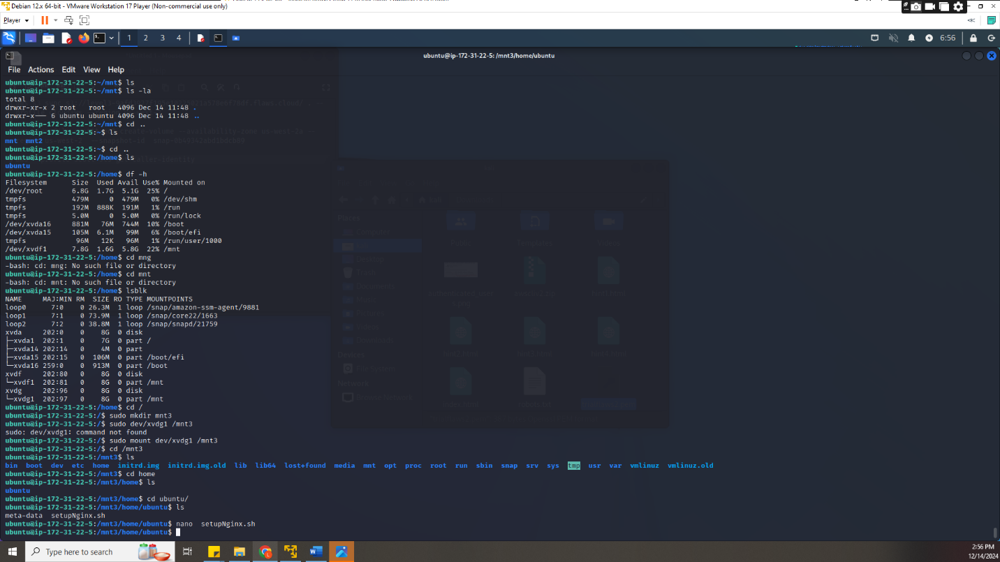 Debian 12.x 64-bit - VMware Workstation 17 Player (Non-commercial use only)
Player
1 2 3 4
6:56
ubuntu@ip-172-31-22-5: /mnt3/home/ubuntu
File Actions Edit View Help
ubuntu@ip-172-31-22-5:~/mnt$ ls
ubuntu@ip-172-31-22-5:~/mnt$ ls -la
total 8
drwxr-xr-x 2 root   root   4096 Dec 14 11:48 .
drwxr-x--- 6 ubuntu ubuntu 4096 Dec 14 11:48 ..
ubuntu@ip-172-31-22-5:~/mnt$ cd ..
ubuntu@ip-172-31-22-5:~$ ls
mnt  mnt2
ubuntu@ip-172-31-22-5:~$ cd ..
ubuntu@ip-172-31-22-5:/home$ ls
ubuntu
ubuntu@ip-172-31-22-5:/home$ df -h
Filesystem      Size  Used Avail Use% Mounted on
/dev/root       6.8G  1.7G  5.1G  25% /
tmpfs           479M     0  479M   0% /dev/shm
tmpfs           192M  888K  191M   1% /run
tmpfs           5.0M     0  5.0M   0% /run/lock
/dev/xvda16     881M   76M  744M  10% /boot
/dev/xvda15     105M  6.1M   99M   6% /boot/efi
tmpfs            96M   12K   96M   1% /run/user/1000
/dev/xvdf1      7.8G  1.6G  5.8G  22% /mnt
ubuntu@ip-172-31-22-5:/home$ cd mng
-bash: cd: mng: No such file or directory
ubuntu@ip-172-31-22-5:/home$ cd mnt
-bash: cd: mnt: No such file or directory
ubuntu@ip-172-31-22-5:/home$ lsblk
NAME     MAJ:MIN RM  SIZE RO TYPE MOUNTPOINTS
loop0      7:0    0 26.3M  1 loop /snap/amazon-ssm-agent/9881
loop1      7:1    0 73.9M  1 loop /snap/core22/1663
loop2      7:2    0 38.8M  1 loop /snap/snapd/21759
xvda     202:0    0    8G  0 disk
├─xvda1  202:1    0    7G  0 part /
├─xvda14 202:14   0    4M  0 part
├─xvda15 202:15   0  106M  0 part /boot/efi
└─xvda16 259:0    0  913M  0 part /boot
xvdf     202:80   0    8G  0 disk
└─xvdf1  202:81   0    8G  0 part /mnt
xvdg     202:96   0    8G  0 disk
└─xvdg1  202:97   0    8G  0 part /mnt
ubuntu@ip-172-31-22-5:/home$ cd /
ubuntu@ip-172-31-22-5:/$ sudo mkdir mnt3
ubuntu@ip-172-31-22-5:/$ sudo dev/xvdg1 /mnt3
sudo: dev/xvdg1: command not found
ubuntu@ip-172-31-22-5:/$ sudo mount dev/xvdg1 /mnt3
ubuntu@ip-172-31-22-5:/$ cd /mnt3
ubuntu@ip-172-31-22-5:/mnt3$ ls
bin  boot  dev  etc  home  initrd.img  initrd.img.old  lib  lib64  lost+found  media  mnt  opt  proc  root  run  sbin  snap  srv  sys  tmp  usr  var  vmlinuz  vmlinuz.old
ubuntu@ip-172-31-22-5:/mnt3$ cd home
ubuntu@ip-172-31-22-5:/mnt3/home$ ls
ubuntu
ubuntu@ip-172-31-22-5:/mnt3/home$ cd ubuntu/
ubuntu@ip-172-31-22-5:/mnt3/home/ubuntu$ ls
meta-data  setupNginx.sh
ubuntu@ip-172-31-22-5:/mnt3/home/ubuntu$ nano  setupNginx.sh
ubuntu@ip-172-31-22-5:/mnt3/home/ubuntu$
Type here to search
2:56 PM
12/14/2024